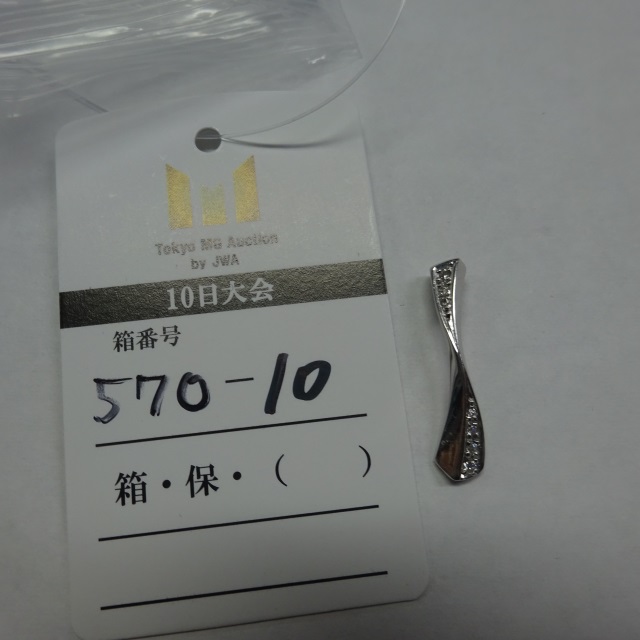 Tokyo MG Auction
by JWA
10日大会
箱番号
570-10
箱・保・(　　)